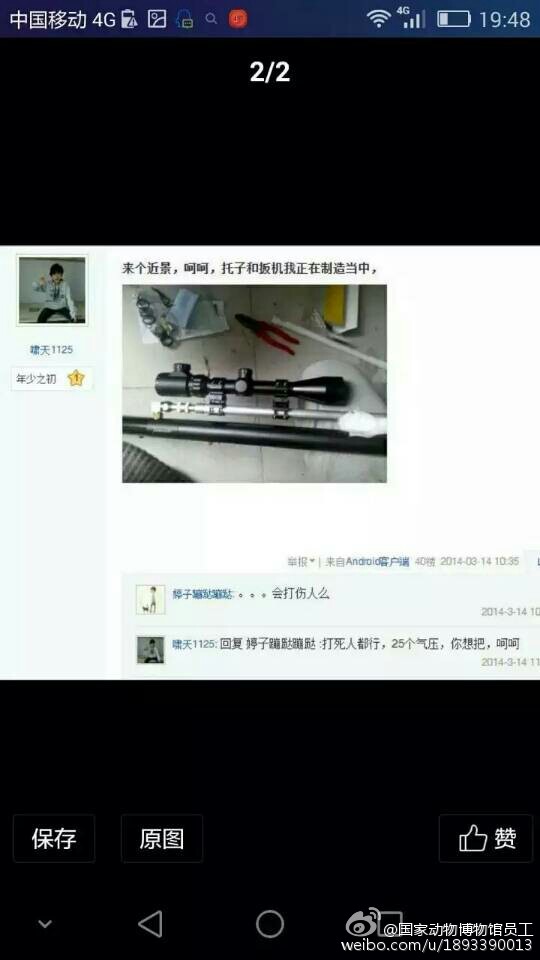 中国移动 4G
4G
19:48
2/2
来个近景，呵呵，托子和扳机我正在制造当中，
啸天1125
年少之初
1
举报 | 来自Android客户端 40楼 2014-03-14 10:35
婷子蹦跶蹦跶: 。。。会打伤人么
2014-3-14 10
啸天1125: 回复 婷子蹦跶蹦跶 :打死人都行，25个气压，你想把，呵呵
2014-3-14 11
保存
原图
赞
@国家动物博物馆员工
weibo.com/u/1893390013